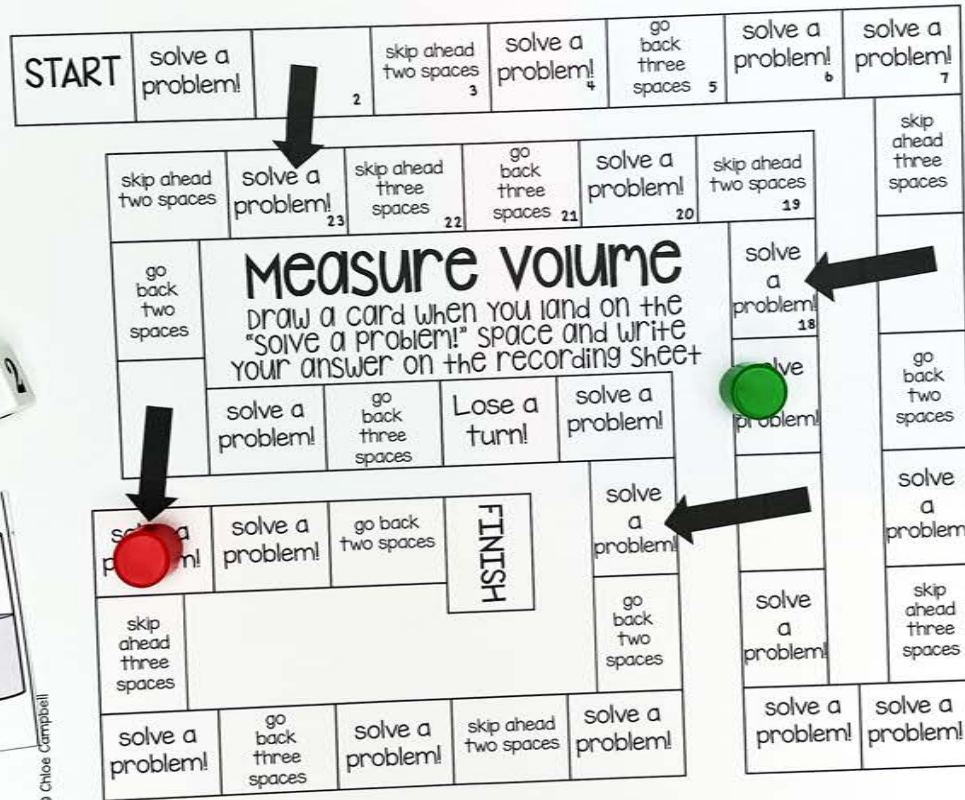 START
solve a
problem!
2
skip ahead
two spaces
3
solve a
problem!
4
go
back
three
spaces 5
solve a
problem!
6
solve a
problem!
7
skip
ahead
three
spaces
go
back
two
spaces
solve
a
problem!
skip
ahead
three
spaces
solve a
problem!
solve a
problem!
solve
a
problem!
problem!
solve
a
problem!
18
skip ahead
two spaces
19
solve a
problem!
20
go
back
three
spaces 21
skip ahead
three
spaces
22
solve a
problem!
23
skip ahead
two spaces
go
back
two
spaces
Measure Volume
Draw a card when you land on the
"Solve a Problem!" space and write
your answer on the recording sheet
solve a
problem!
go
back
three
spaces
Lose a
turn!
solve a
problem!
solve
a
problem!
go
back
two
spaces
solve a
problem!
skip ahead
two spaces
solve a
problem!
go
back
three
spaces
solve a
problem!
skip
ahead
three
spaces
solve a
problem!
go back
two spaces
FINISH
2
Chloe Campbell